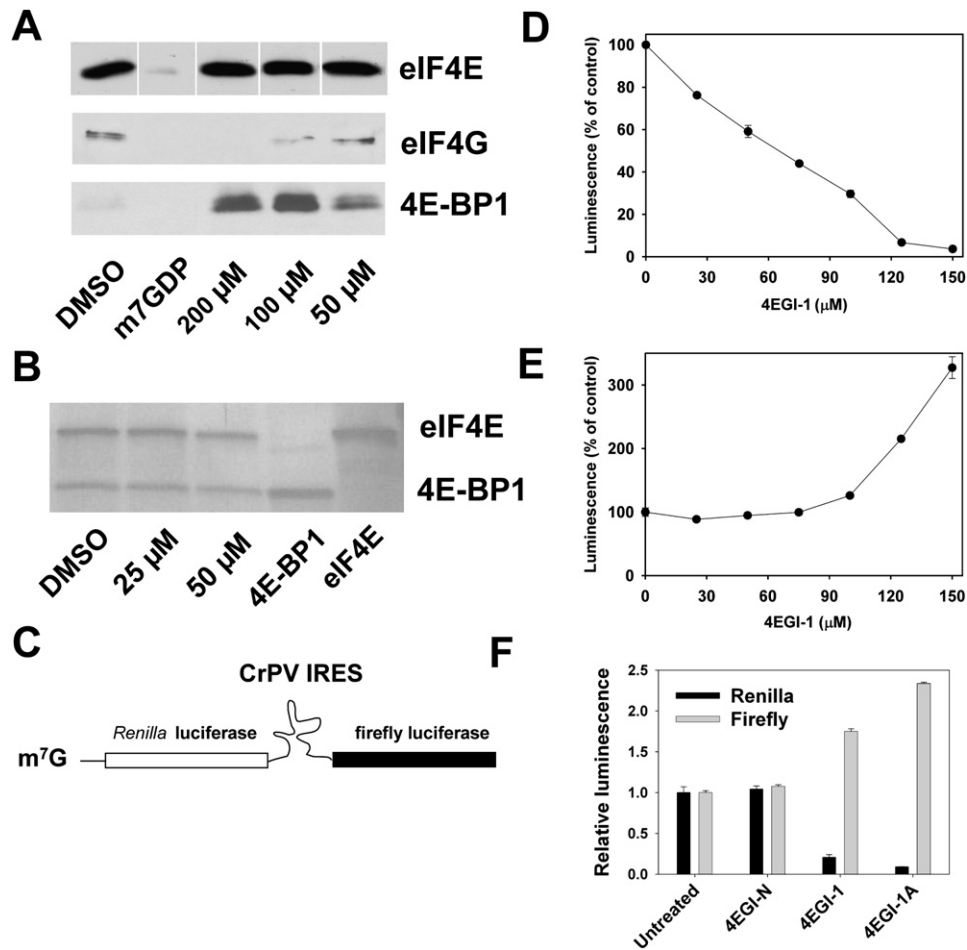 A
eIF4E
eIF4G
4E-BP1
DMSO
m7GDP
200 µM
100 µM
50 µM
B
eIF4E
4E-BP1
DMSO
25 µM
50 µM
4E-BP1
eIF4E
C
CrPV IRES
Renilla luciferase
firefly luciferase
m⁷G
D
Luminescence (% of control)
100
80
60
40
20
0
0 30 60 90 120 150
4EGI-1 (µM)
E
Luminescence (% of control)
300
200
100
0
0 30 60 90 120 150
4EGI-1 (µM)
F
Relative luminescence
2.5
2.0
1.5
1.0
0.5
0.0
Renilla
Firefly
Untreated
4EGI-N
4EGI-1
4EGI-1A